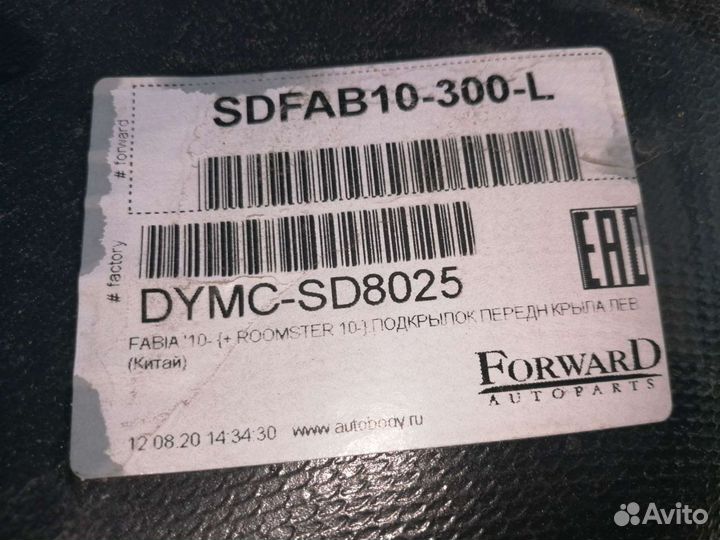 SDFAB10-300-L
# forward
# factory
EAC
DYMC-SD8025
FABIA '10- {+ ROOMSTER 10-} ПОДКРЫЛОК ПЕРЕДН КРЫЛА ЛЕВ
(Китай)
FORWARD
AUTOPARTS
12.08.20 14:34:30 www.autobody.ru
Avito